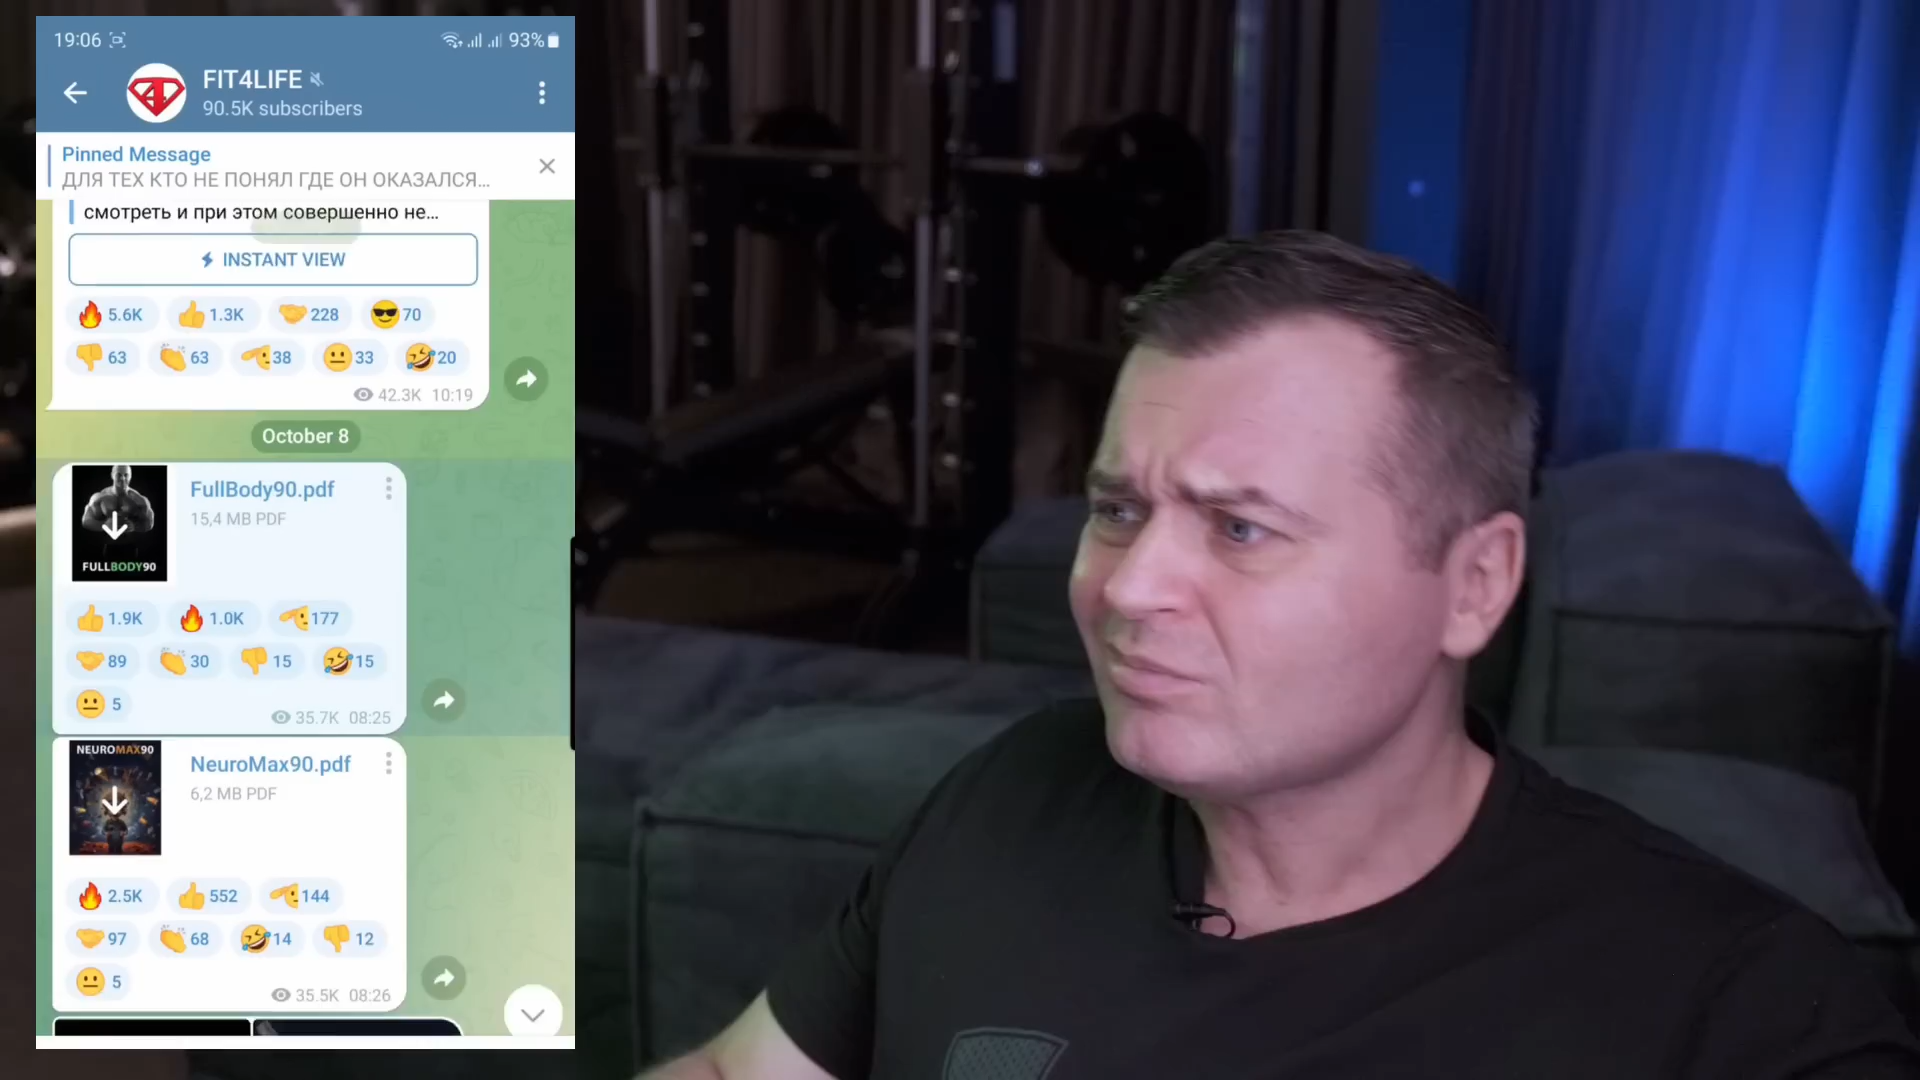 19:06 93%
FIT4LIFE
90.5K subscribers
Pinned Message
ДЛЯ ТЕХ КТО НЕ ПОНЯЛ ГДЕ ОН ОКАЗАЛСЯ...
смотреть и при этом совершенно не...
INSTANT VIEW
5.6K 1.3K 228 70
63 63 38 33 20
42.3K 10:19
October 8
FullBody90.pdf
15,4 MB PDF
FULLBODY90
1.9K 1.0K 177
89 30 15 15
5
35.7K 08:25
NEUROMAX90
NeuroMax90.pdf
6,2 MB PDF
2.5K 552 144
97 68 14 12
5
35.5K 08:26